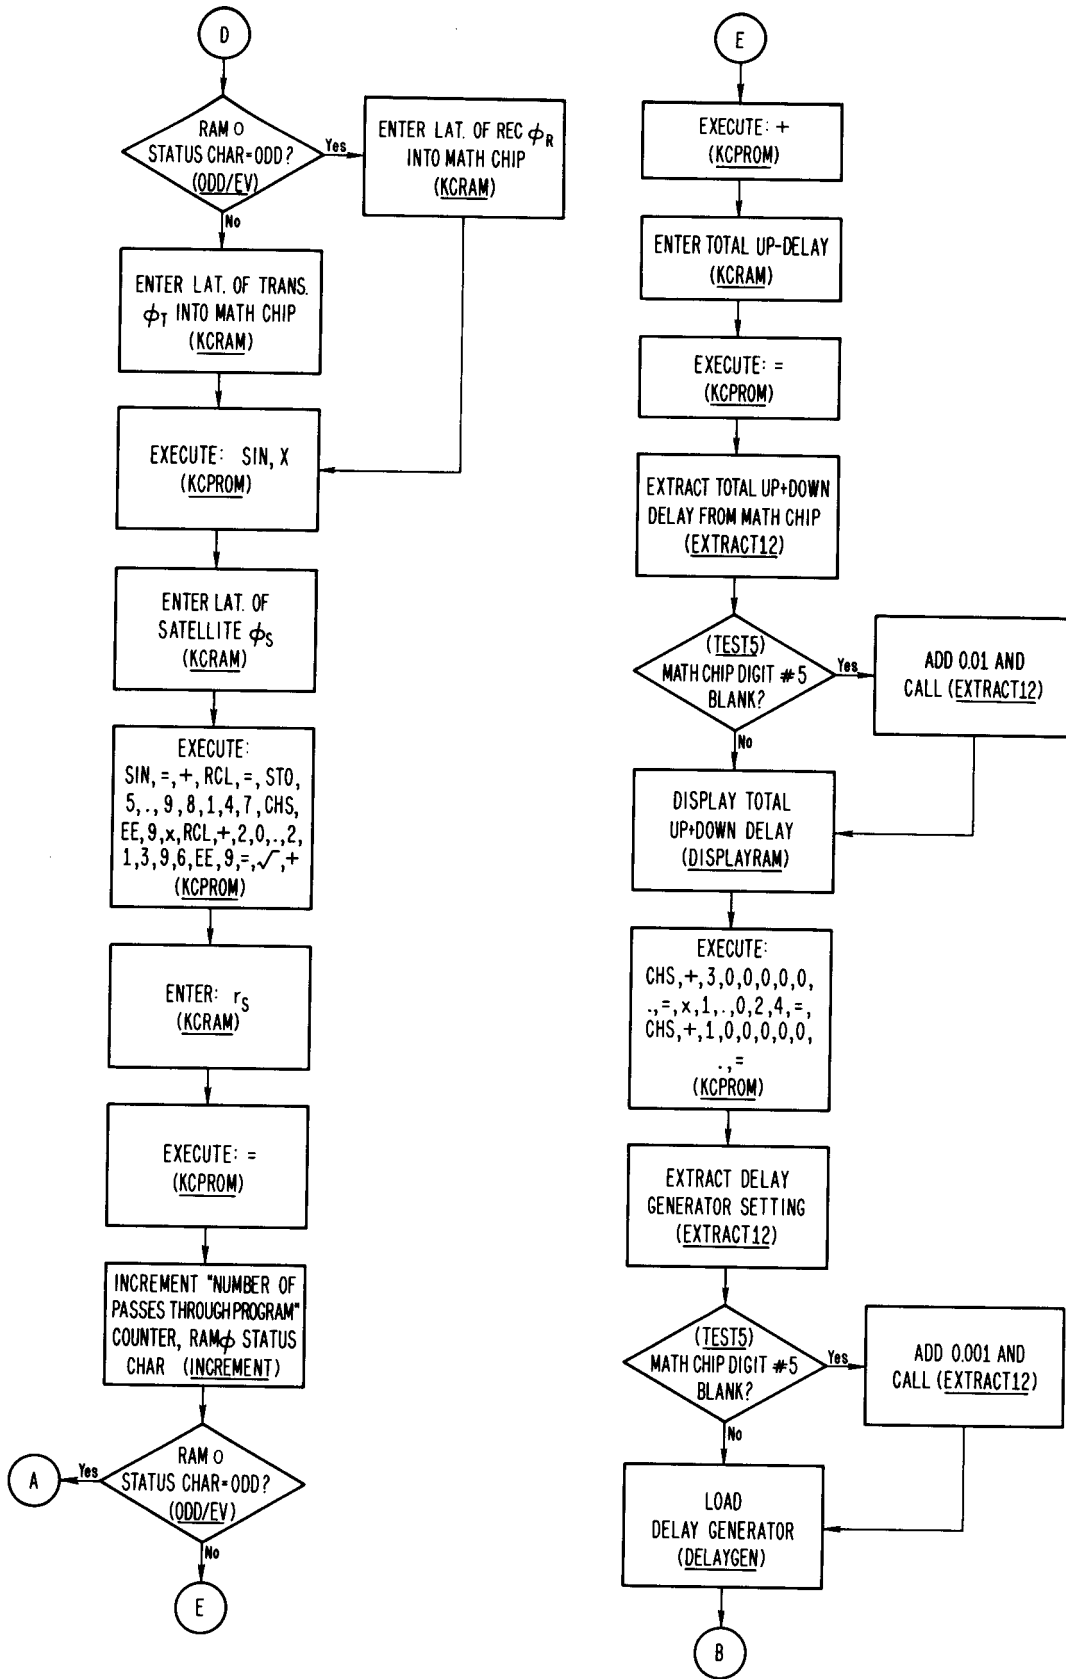 D
RAM O
STATUS CHAR=ODD?
(ODD/EV)
Yes
ENTER LAT. OF REC ϕR
INTO MATH CHIP
(KCRAM)
No
ENTER LAT. OF TRANS.
ϕT INTO MATH CHIP
(KCRAM)
EXECUTE: SIN, X
(KCPROM)
ENTER LAT. OF
SATELLITE ϕS
(KCRAM)
EXECUTE:
SIN,=,+,RCL,=,STO,
5,.,9,8,1,4,7,CHS,
EE,9,x,RCL,+,2,0,.,2,
1,3,9,6,EE,9,=,√,+
(KCPROM)
ENTER: rS
(KCRAM)
EXECUTE: =
(KCPROM)
INCREMENT "NUMBER OF
PASSES THROUGH PROGRAM"
COUNTER, RAMϕ STATUS
CHAR (INCREMENT)
RAM O
STATUS CHAR=ODD?
(ODD/EV)
Yes
A
No
E
E
EXECUTE: +
(KCPROM)
ENTER TOTAL UP-DELAY
(KCRAM)
EXECUTE: =
(KCPROM)
EXTRACT TOTAL UP+DOWN
DELAY FROM MATH CHIP
(EXTRACT12)
(TEST5)
MATH CHIP DIGIT #5
BLANK?
Yes
ADD 0.01 AND
CALL (EXTRACT12)
No
DISPLAY TOTAL
UP+DOWN DELAY
(DISPLAYRAM)
EXECUTE:
CHS,+,3,0,0,0,0,0,
.,=,x,1,.,0,2,4,=,
CHS,+,1,0,0,0,0,0,
.,=
(KCPROM)
EXTRACT DELAY
GENERATOR SETTING
(EXTRACT12)
(TEST5)
MATH CHIP DIGIT #5
BLANK?
Yes
ADD 0.001 AND
CALL (EXTRACT12)
No
LOAD
DELAY GENERATOR
(DELAYGEN)
B